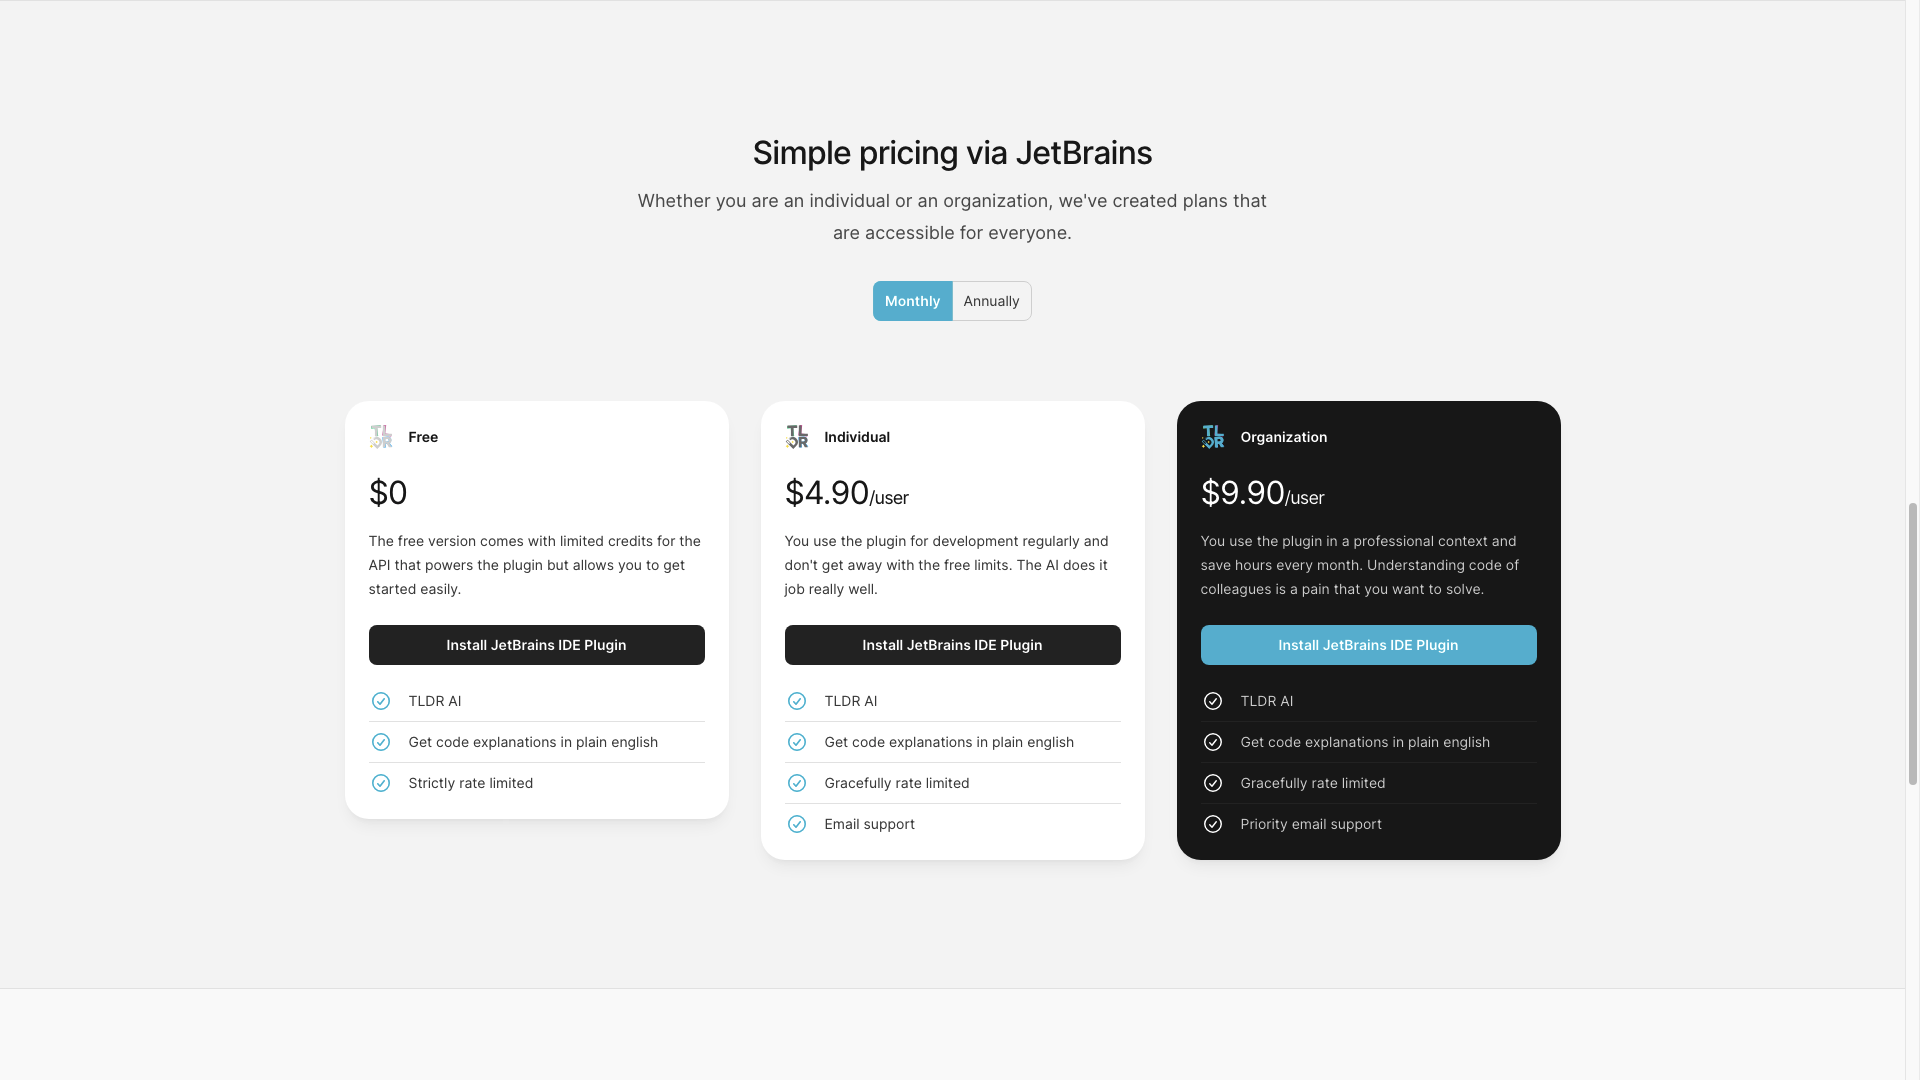 Simple pricing via JetBrains
Whether you are an individual or an organization, we've created plans that
are accessible for everyone.
Monthly
Annually
TLDR
Free
$0
The free version comes with limited credits for the
API that powers the plugin but allows you to get
started easily.
Install JetBrains IDE Plugin
TLDR AI
Get code explanations in plain english
Strictly rate limited
TLDR
Individual
$4.90/user
You use the plugin for development regularly and
don't get away with the free limits. The AI does it
job really well.
Install JetBrains IDE Plugin
TLDR AI
Get code explanations in plain english
Gracefully rate limited
Email support
TLDR
Organization
$9.90/user
You use the plugin in a professional context and
save hours every month. Understanding code of
colleagues is a pain that you want to solve.
Install JetBrains IDE Plugin
TLDR AI
Get code explanations in plain english
Gracefully rate limited
Priority email support